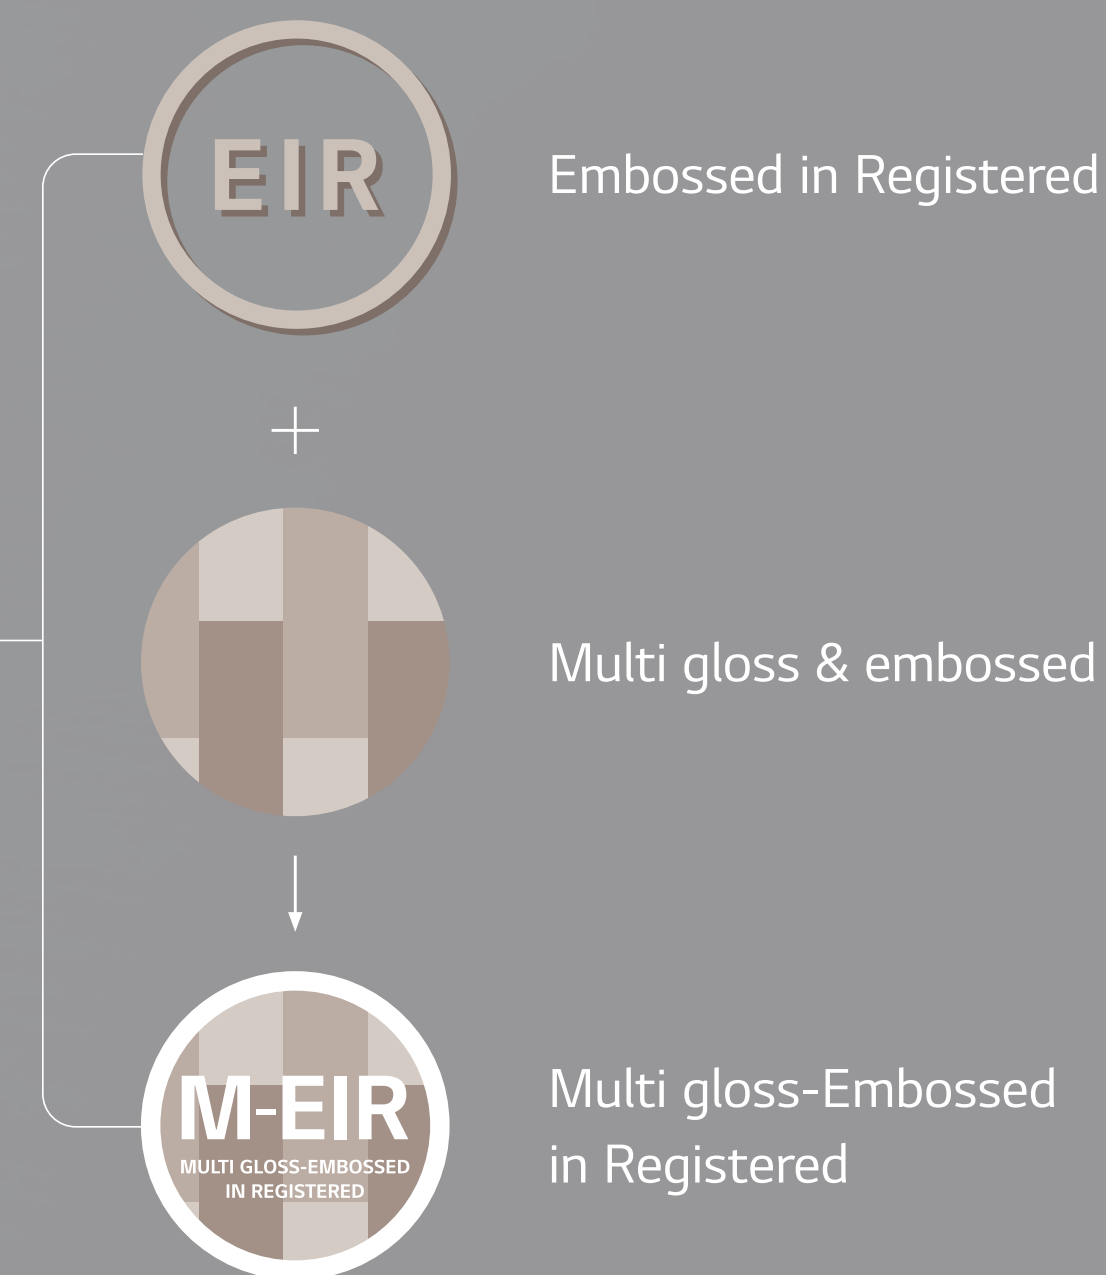 EIR
Embossed in Registered
+
Multi gloss & embossed
M-EIR
MULTI GLOSS-EMBOSSED
IN REGISTERED
Multi gloss-Embossed
in Registered